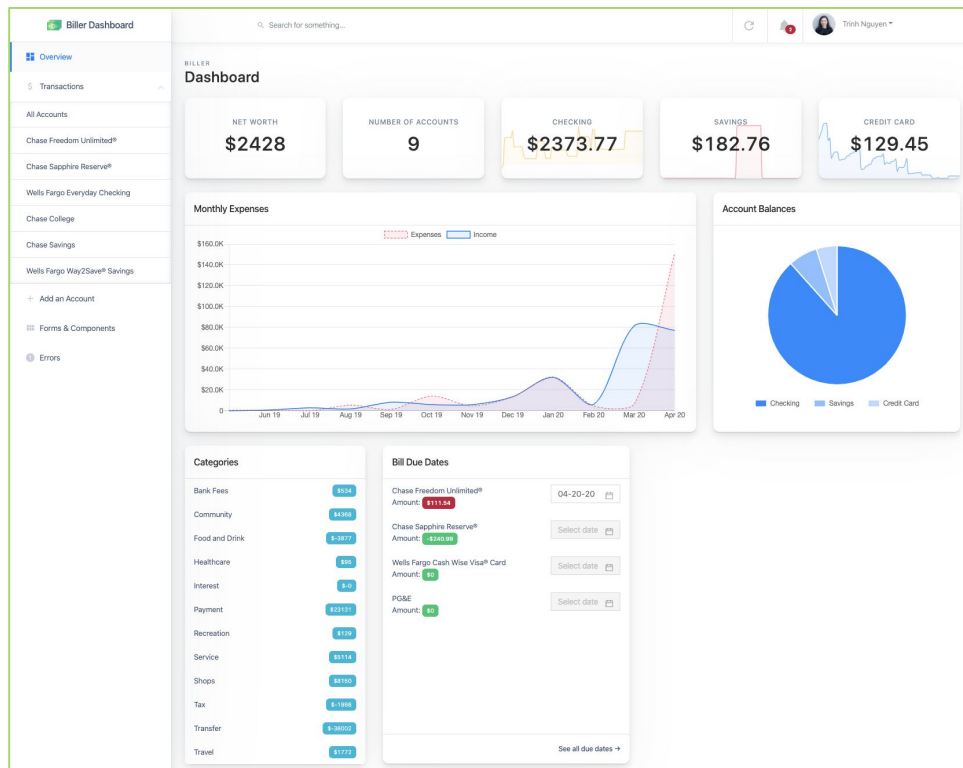 Biller Dashboard
Search for something...
2
Trinh Nguyen
Overview
Transactions
All Accounts
Chase Freedom Unlimited®
Chase Sapphire Reserve®
Wells Fargo Everyday Checking
Chase College
Chase Savings
Wells Fargo Way2Save® Savings
Add an Account
Forms & Components
Errors
BILLER
Dashboard
NET WORTH
$2428
NUMBER OF ACCOUNTS
9
CHECKING
$2373.77
SAVINGS
$182.76
CREDIT CARD
$129.45
Monthly Expenses
Expenses Income
$160.0K
$140.0K
$120.0K
$100.0K
$80.0K
$60.0K
$40.0K
$20.0K
0
Jun 19 Jul 19 Aug 19 Sep 19 Oct 19 Nov 19 Dec 19 Jan 20 Feb 20 Mar 20 Apr 20
Account Balances
Checking Savings Credit Card
Categories
Bank Fees $534
Community $4368
Food and Drink $-3877
Healthcare $96
Interest $-0
Payment $23131
Recreation $129
Service $5114
Shops $8150
Tax $-1998
Transfer $-38002
Travel $1772
Bill Due Dates
Chase Freedom Unlimited®
Amount: $111.54
04-20-20
Chase Sapphire Reserve®
Amount: -$240.99
Select date
Wells Fargo Cash Wise Visa® Card
Amount: $0
Select date
PG&E
Amount: $0
Select date
See all due dates →